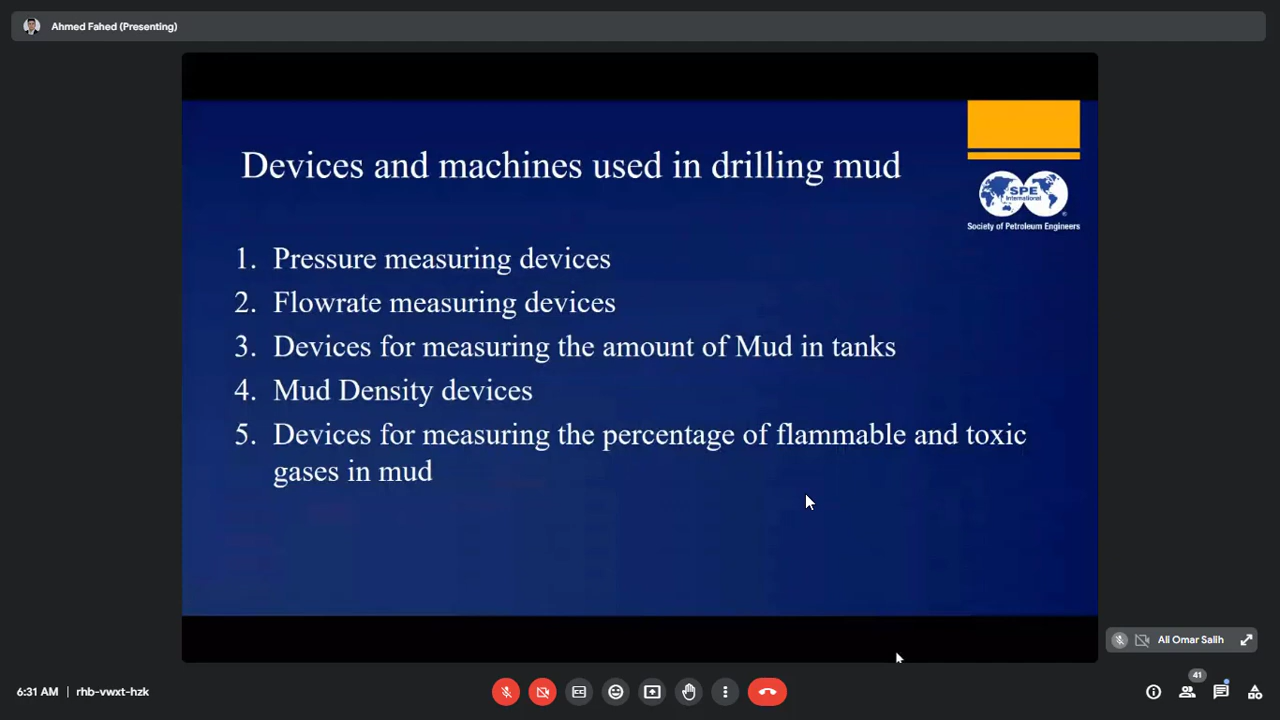 Ahmed Fahed (Presenting)
Devices and machines used in drilling mud
SPE
International
®
Society of Petroleum Engineers
1. Pressure measuring devices
2. Flowrate measuring devices
3. Devices for measuring the amount of Mud in tanks
4. Mud Density devices
5. Devices for measuring the percentage of flammable and toxic
gases in mud
Ali Omar Salih
6:31 AM | rhb-vwxt-hzk
41